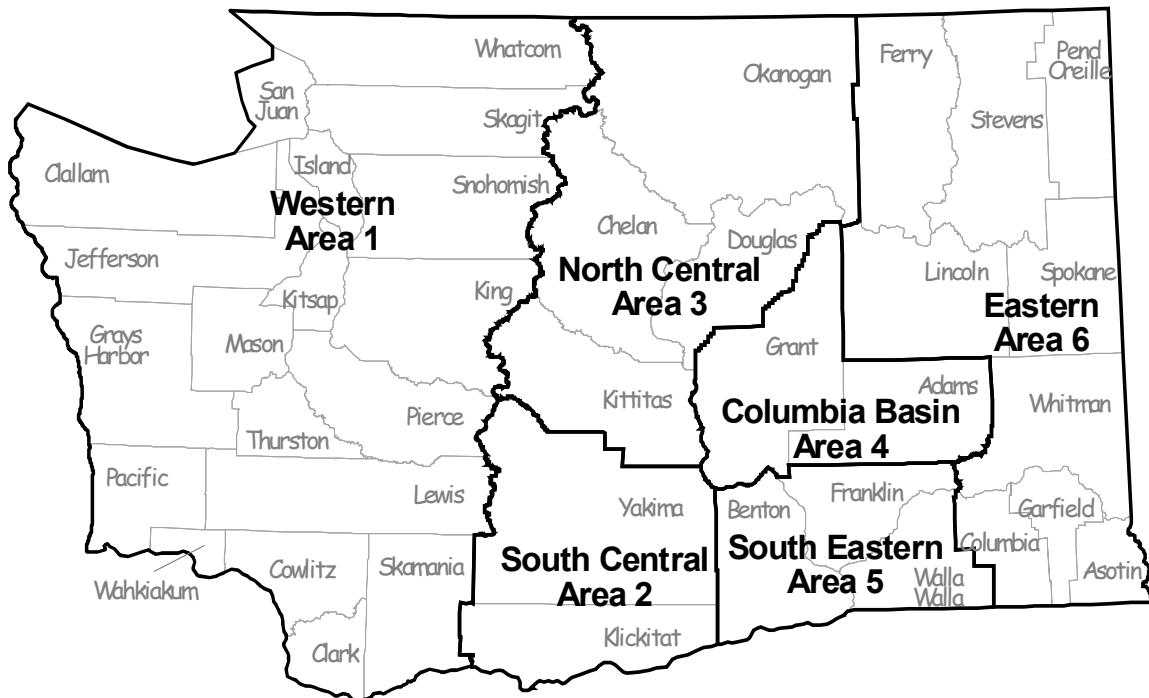 Whatcom
Okanogan
Ferry
Pend
Oreille
San
Juan
Skagit
Stevens
Clallam
Island
Snohomish
Western
Area 1
Chelan
Douglas
Jefferson
Kitsap
King
North Central
Area 3
Lincoln
Spokane
Eastern
Area 6
Grays
Harbor
Mason
Grant
Kittitas
Adams
Whitman
Thurston
Pierce
Columbia Basin
Area 4
Pacific
Lewis
Yakima
Benton
Franklin
Garfield
Wahkiakum
Cowlitz
Skamania
South Central
Area 2
South Eastern
Area 5
Columbia
Walla
Walla
Asotin
Clark
Klickitat